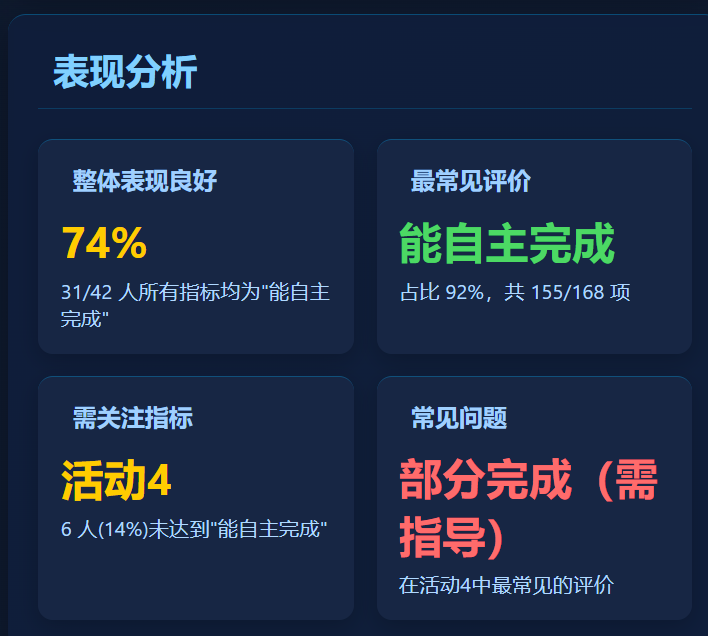 表现分析
整体表现良好
74%
31/42 人所有指标均为"能自主
完成"
最常见评价
能自主完成
占比 92%，共 155/168 项
需关注指标
活动4
6 人(14%)未达到"能自主完成"
常见问题
部分完成（需
指导）
在活动4中最常见的评价